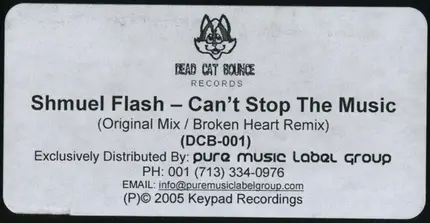 DEAD CAT BOUNCE
RECORDS
Shmuel Flash – Can't Stop The Music
(Original Mix / Broken Heart Remix)
(DCB-001)
Exclusively Distributed By: pure music label group
PH: 001 (713) 334-0976
EMAIL: info@puremusiclabelgroup.com
(P)© 2005 Keypad Recordings